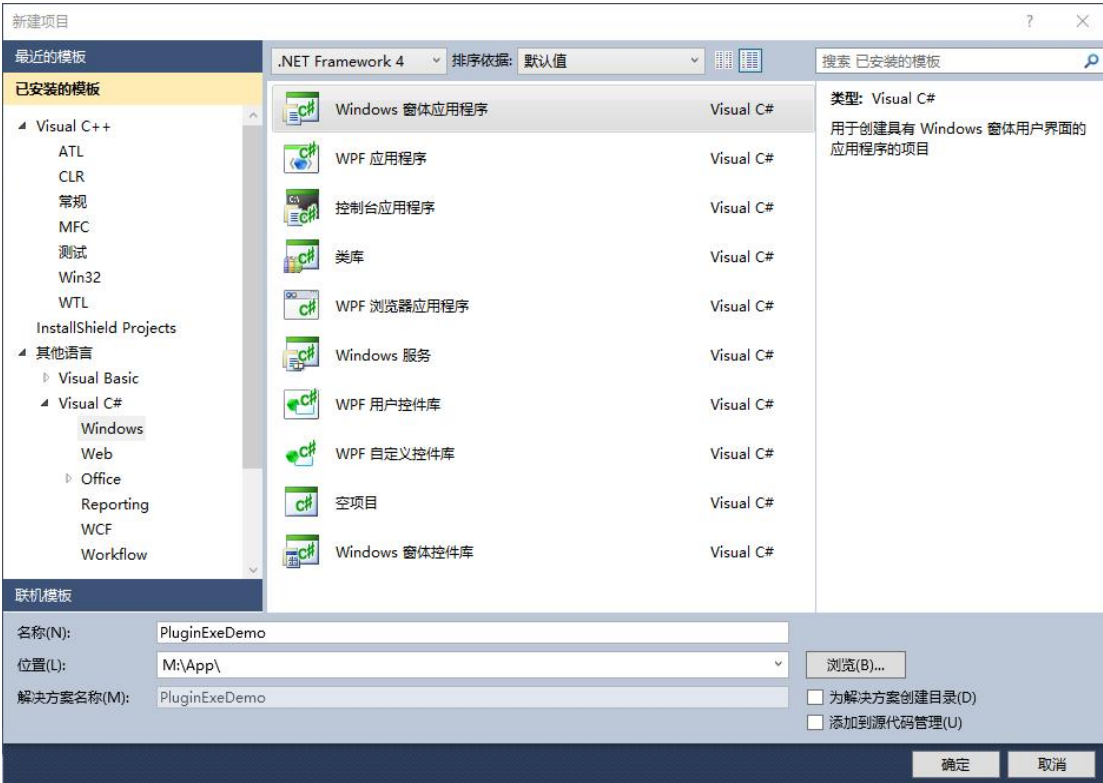 新建项目
最近的模板
已安装的模板
Visual C++
ATL
CLR
常规
MFC
测试
Win32
WTL
InstallShield Projects
其他语言
Visual Basic
Visual C#
Windows
Web
Office
Reporting
WCF
Workflow
联机模板
.NET Framework 4 排序依据: 默认值
Windows 窗体应用程序 Visual C#
WPF 应用程序 Visual C#
控制台应用程序 Visual C#
类库 Visual C#
WPF 浏览器应用程序 Visual C#
Windows 服务 Visual C#
WPF 用户控件库 Visual C#
WPF 自定义控件库 Visual C#
空项目 Visual C#
Windows 窗体控件库 Visual C#
搜索 已安装的模板
类型: Visual C#
用于创建具有 Windows 窗体用户界面的
应用程序的项目
名称(N): PluginExeDemo
位置(L): M:\App\ 浏览(B)...
解决方案名称(M): PluginExeDemo 为解决方案创建目录(D)
添加到源代码管理(U)
确定 取消